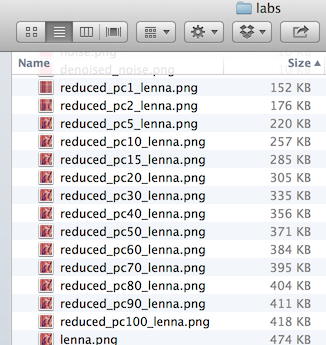 labs
Name Size
noise.png
denoised_noise.png
reduced_pc1_lenna.png 152 KB
reduced_pc2_lenna.png 176 KB
reduced_pc5_lenna.png 220 KB
reduced_pc10_lenna.png 257 KB
reduced_pc15_lenna.png 285 KB
reduced_pc20_lenna.png 305 KB
reduced_pc30_lenna.png 335 KB
reduced_pc40_lenna.png 356 KB
reduced_pc50_lenna.png 371 KB
reduced_pc60_lenna.png 384 KB
reduced_pc70_lenna.png 395 KB
reduced_pc80_lenna.png 404 KB
reduced_pc90_lenna.png 411 KB
reduced_pc100_lenna.png 418 KB
lenna.png 474 KB